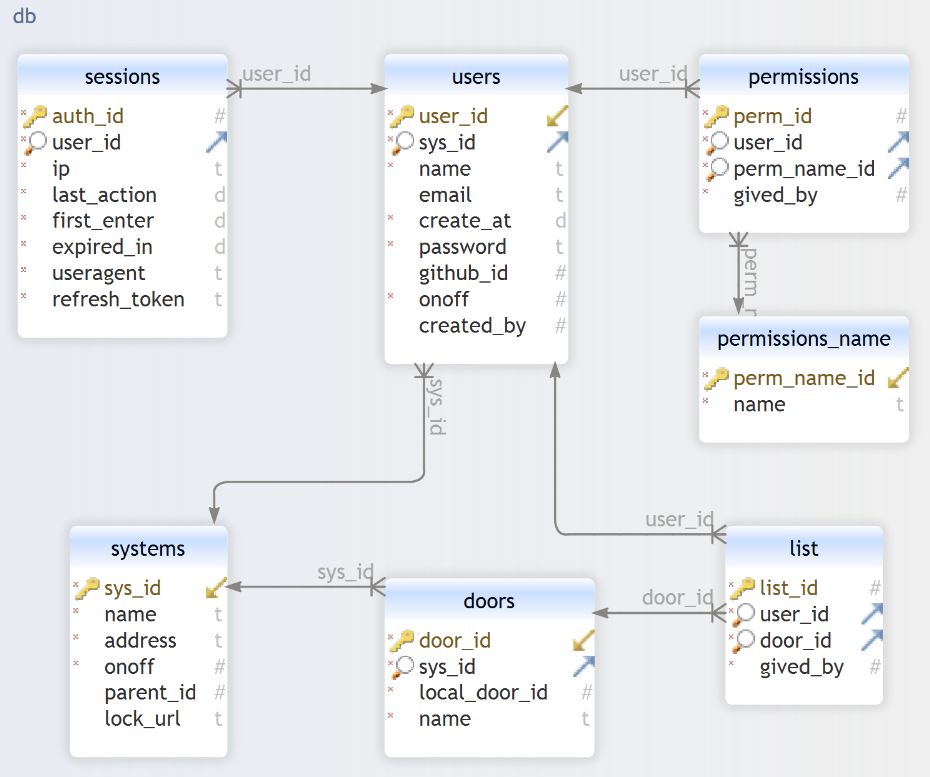 db
sessions
auth_id #
user_id
ip t
last_action d
first_enter d
expired_in d
useragent t
refresh_token t
user_id
users
user_id
sys_id
name t
email t
create_at d
password t
github_id #
onoff #
created_by #
user_id
permissions
perm_id #
user_id
perm_name_id
gived_by #
perm_r
permissions_name
perm_name_id
name t
sys_id
systems
sys_id
name t
address t
onoff #
parent_id #
lock_url t
sys_id
doors
door_id
sys_id
local_door_id #
name t
user_id
door_id
list
list_id #
user_id
door_id
gived_by #